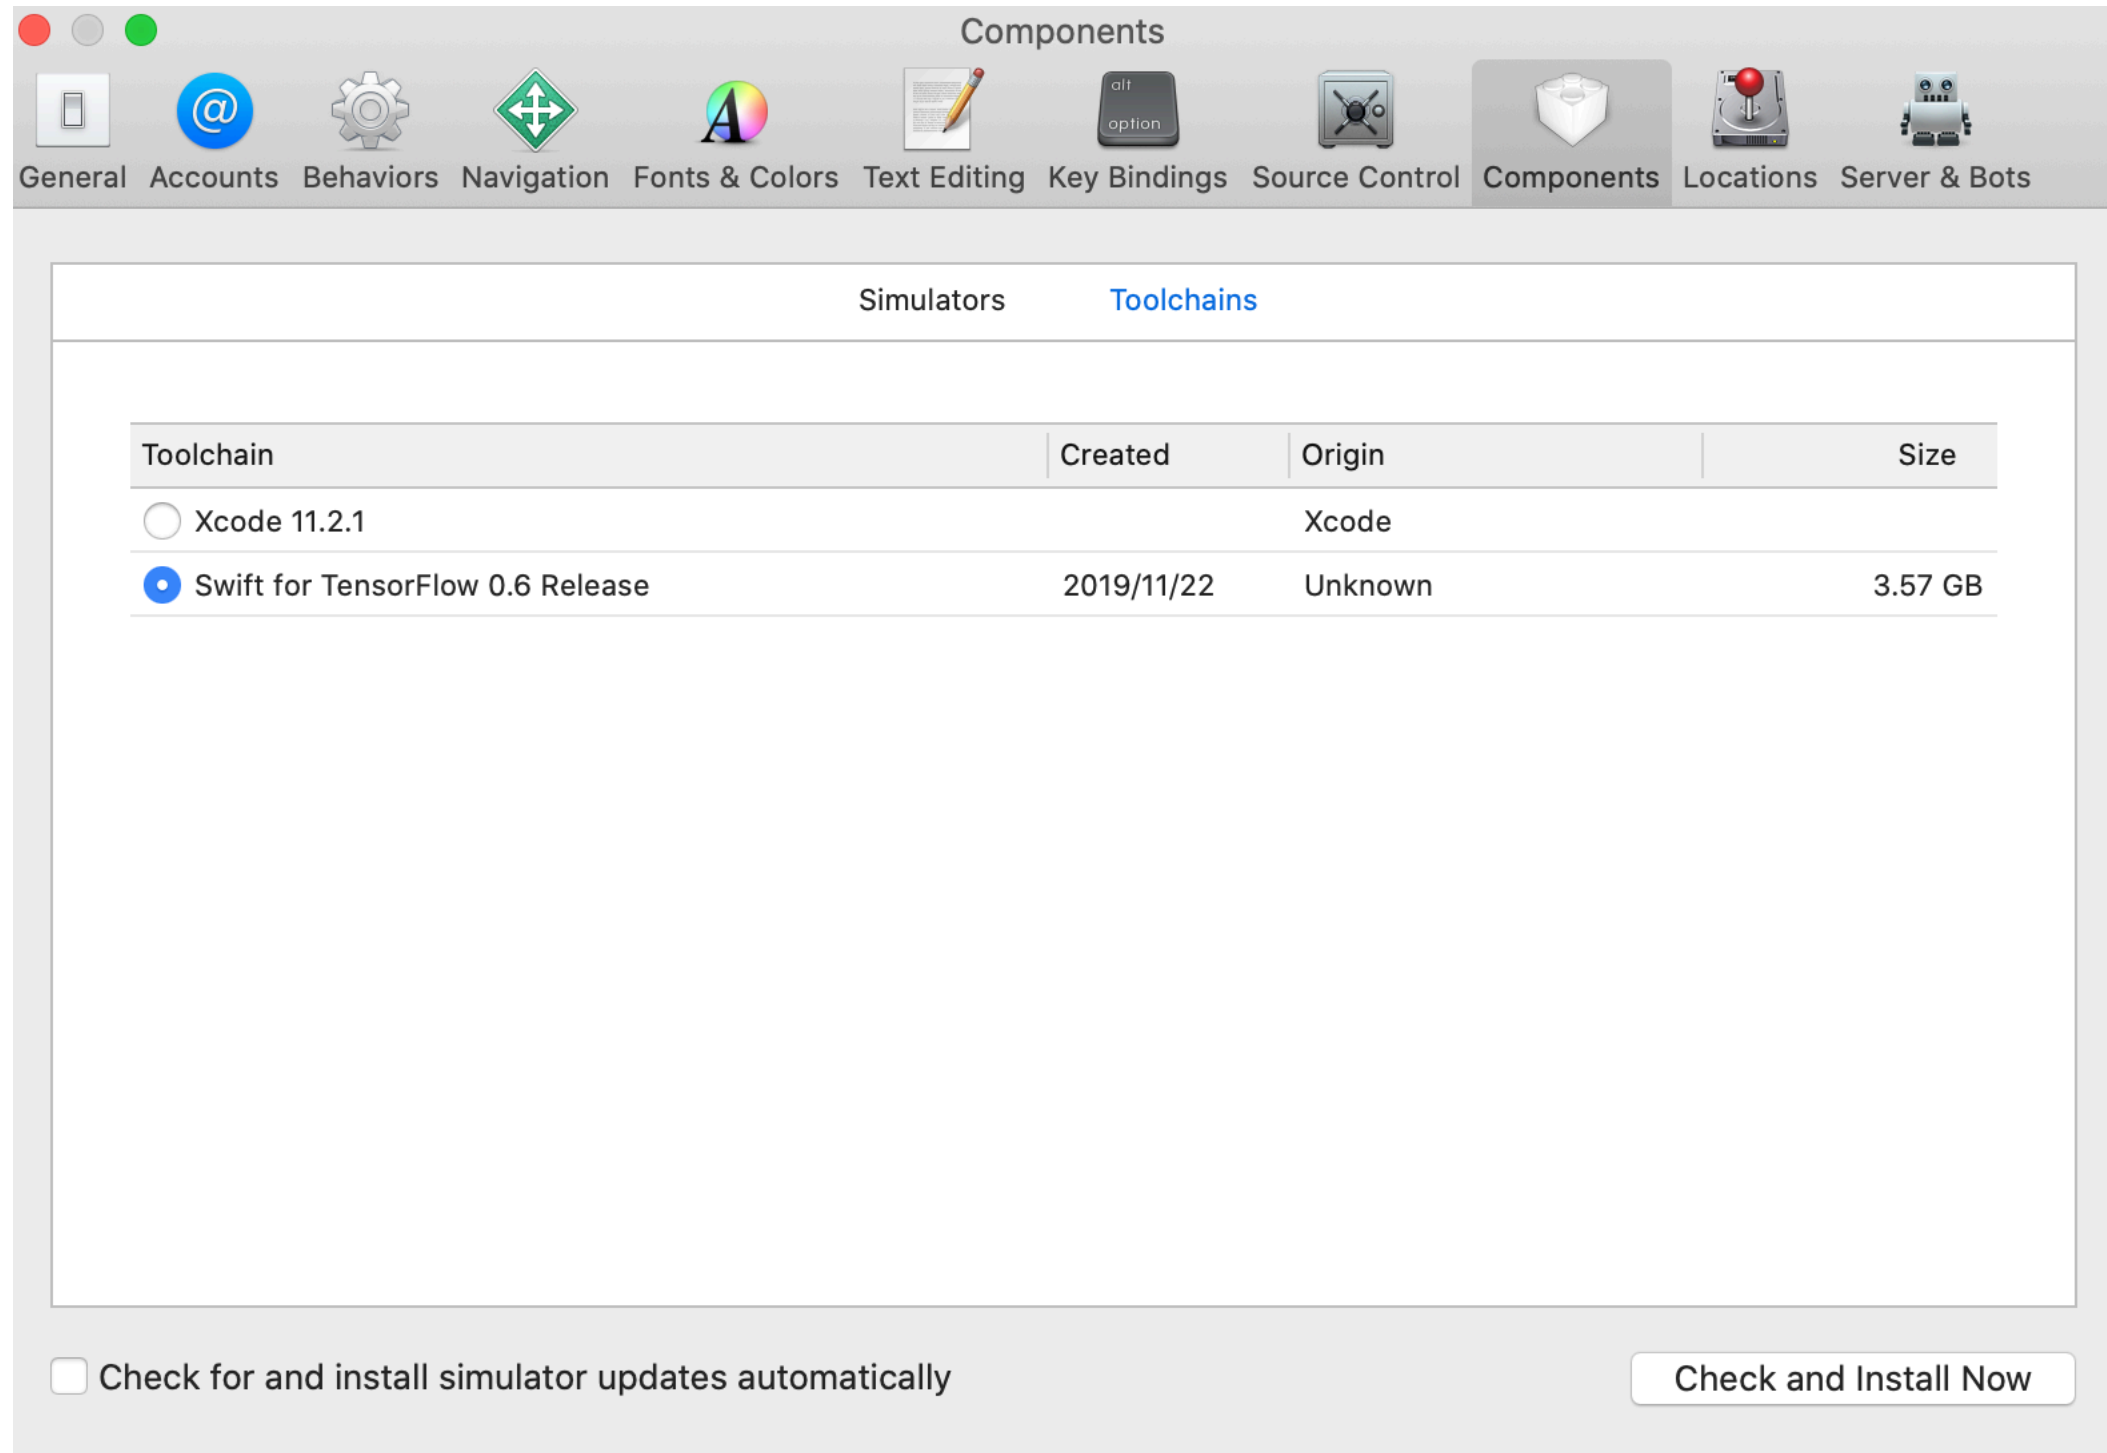 Components
alt
option
General Accounts Behaviors Navigation Fonts & Colors Text Editing Key Bindings Source Control Components Locations Server & Bots
Simulators Toolchains
Toolchain Created Origin Size
Xcode 11.2.1 Xcode
Swift for TensorFlow 0.6 Release 2019/11/22 Unknown 3.57 GB
Check for and install simulator updates automatically Check and Install Now